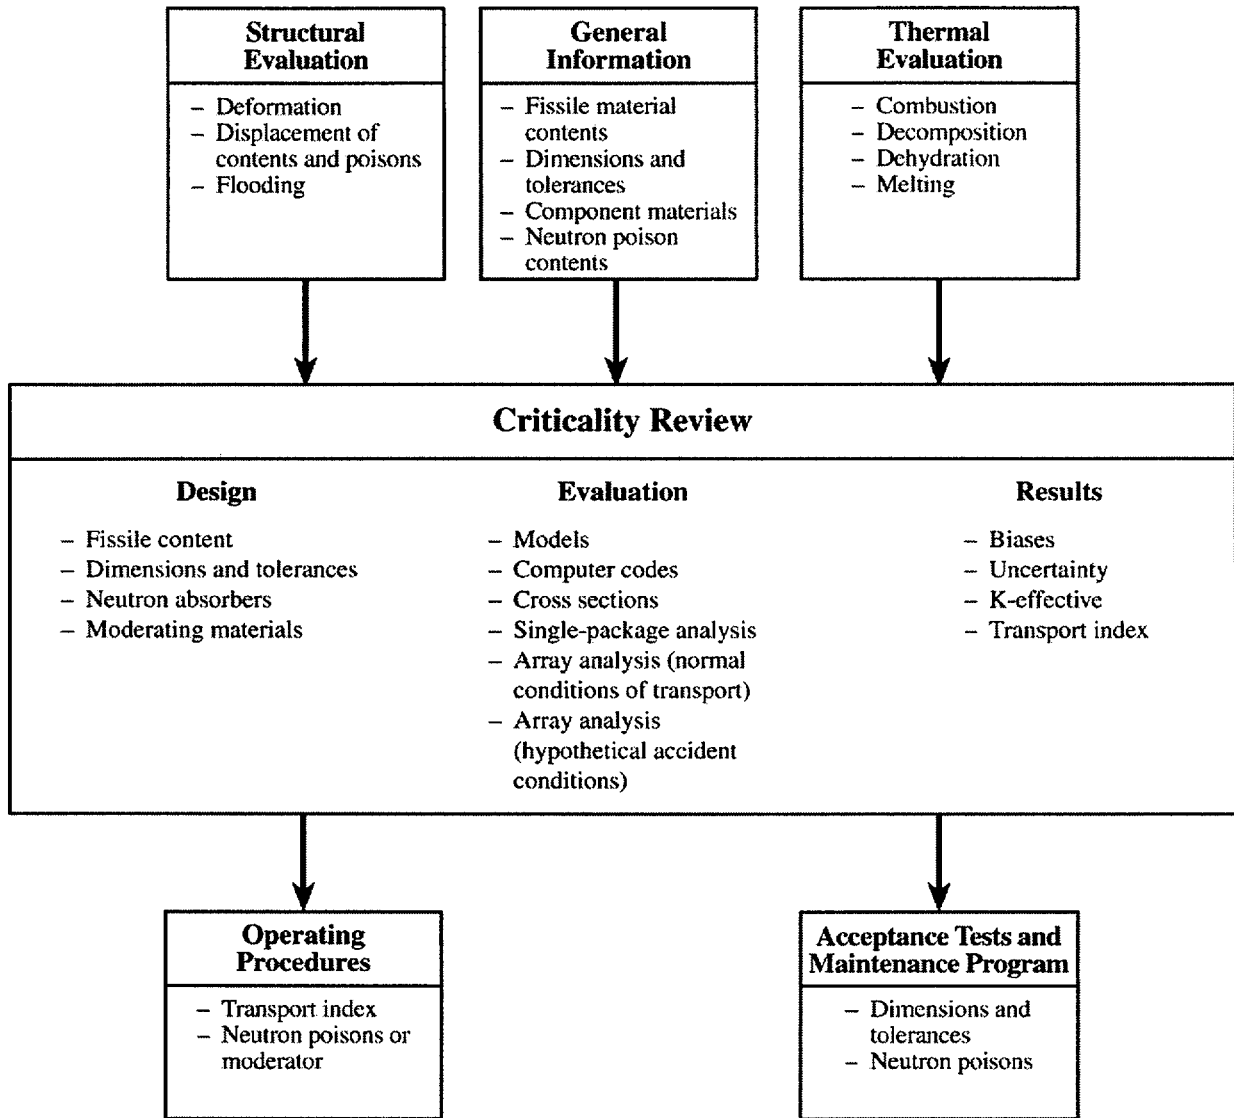 Structural
Evaluation
– Deformation
– Displacement of
contents and poisons
– Flooding
General
Information
– Fissile material
contents
– Dimensions and
tolerances
– Component materials
– Neutron poison
contents
Thermal
Evaluation
– Combustion
– Decomposition
– Dehydration
– Melting
Criticality Review
Design
– Fissile content
– Dimensions and tolerances
– Neutron absorbers
– Moderating materials
Evaluation
– Models
– Computer codes
– Cross sections
– Single-package analysis
– Array analysis (normal
conditions of transport)
– Array analysis
(hypothetical accident
conditions)
Results
– Biases
– Uncertainty
– K-effective
– Transport index
Operating
Procedures
– Transport index
– Neutron poisons or
moderator
Acceptance Tests and
Maintenance Program
– Dimensions and
tolerances
– Neutron poisons